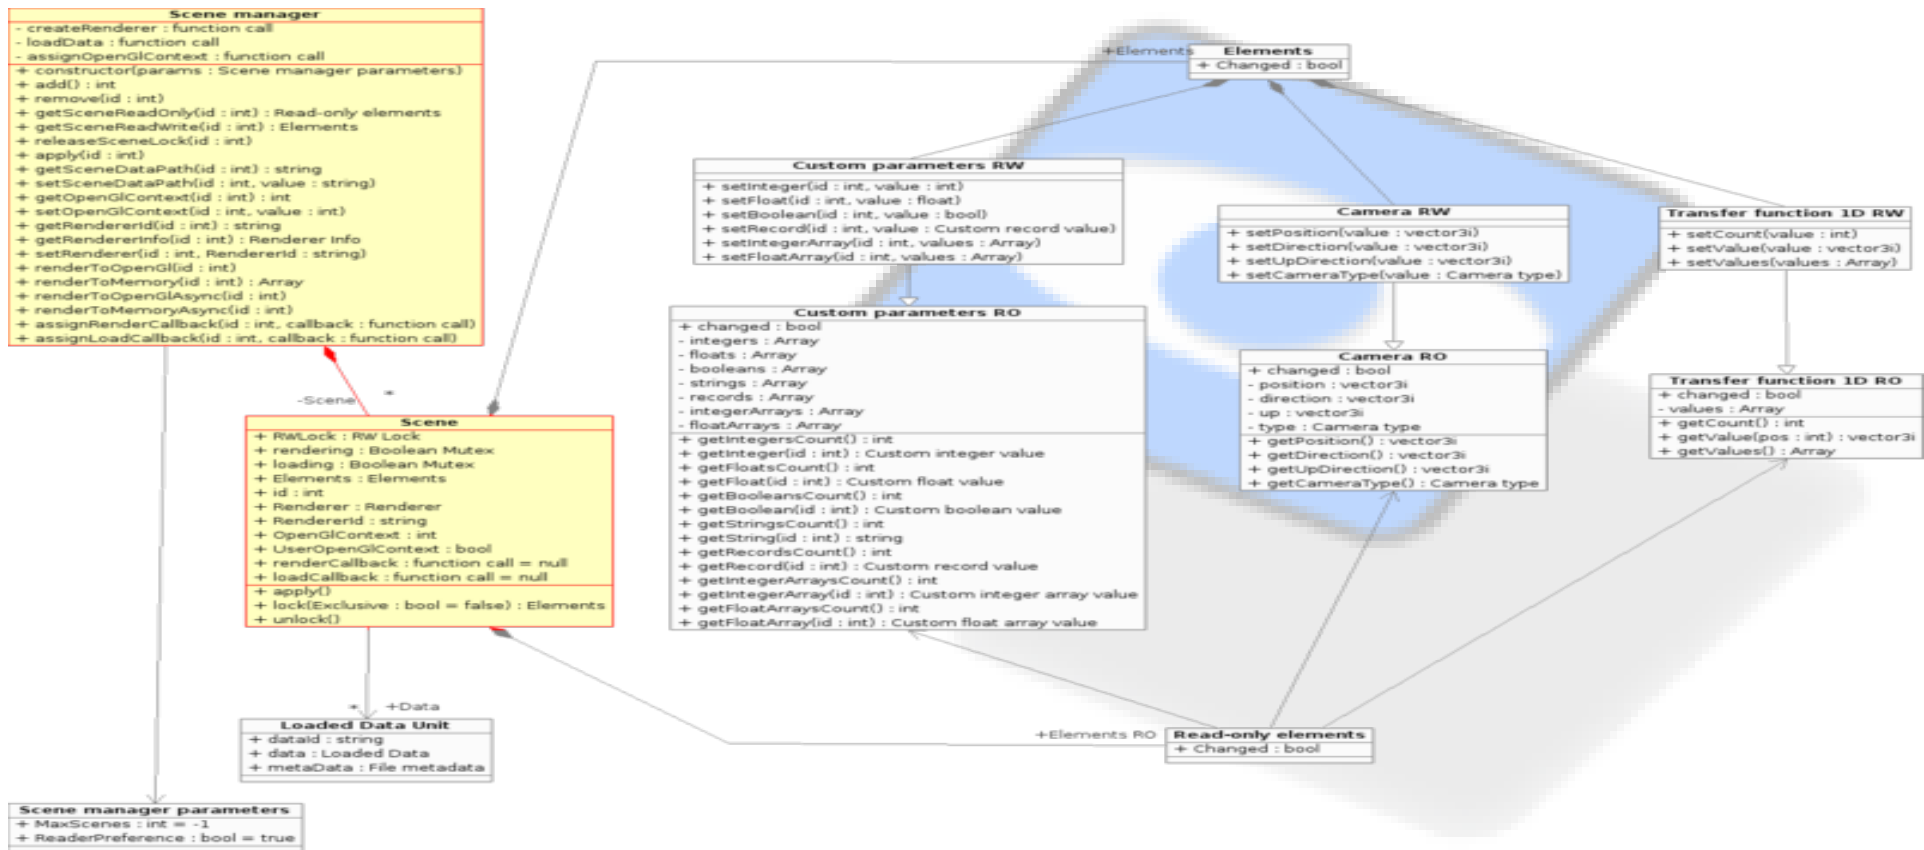 Scene manager
- createRenderer : function call
- loadData : function call
- assignOpenGlContext : function call
+ constructor(params : Scene manager parameters)
+ add() : int
+ remove(id : int)
+ getSceneReadOnly(id : int) : Read-only elements
+ getSceneReadWrite(id : int) : Elements
+ releaseSceneLock(id : int)
+ apply(id : int)
+ getSceneDataPath(id : int) : string
+ setSceneDataPath(id : int, value : string)
+ getOpenGlContext(id : int) : int
+ setOpenGlContext(id : int, value : int)
+ getRendererId(id : int) : string
+ getRendererInfo(id : int) : Renderer Info
+ setRenderer(id : int, RendererId : string)
+ renderToOpenGl(id : int)
+ renderToMemory(id : int) : Array
+ renderToOpenGlAsync(id : int)
+ renderToMemoryAsync(id : int)
+ assignRenderCallback(id : int, callback : function call)
+ assignLoadCallback(id : int, callback : function call)
-Scene
*
Scene
+ RWLock : RW Lock
+ rendering : Boolean Mutex
+ loading : Boolean Mutex
+ Elements : Elements
+ id : int
+ Renderer : Renderer
+ RendererId : string
+ OpenGlContext : int
+ UserOpenGlContext : bool
+ renderCallback : function call = null
+ loadCallback : function call = null
+ apply()
+ lock(Exclusive : bool = false) : Elements
+ unlock()
* +Data
Loaded Data Unit
+ dataId : string
+ data : Loaded Data
+ metaData : File metadata
Scene manager parameters
+ MaxScenes : int = -1
+ ReaderPreference : bool = true
+Elements
Elements
+ Changed : bool
Custom parameters RW
+ setInteger(id : int, value : int)
+ setFloat(id : int, value : float)
+ setBoolean(id : int, value : bool)
+ setRecord(id : int, value : Custom record value)
+ setIntegerArray(id : int, values : Array)
+ setFloatArray(id : int, values : Array)
Custom parameters RO
+ changed : bool
- integers : Array
- floats : Array
- booleans : Array
- strings : Array
- records : Array
- integerArrays : Array
- floatArrays : Array
+ getIntegersCount() : int
+ getInteger(id : int) : Custom integer value
+ getFloatsCount() : int
+ getFloat(id : int) : Custom float value
+ getBooleansCount() : int
+ getBoolean(id : int) : Custom boolean value
+ getStringsCount() : int
+ getString(id : int) : string
+ getRecordsCount() : int
+ getRecord(id : int) : Custom record value
+ getIntegerArraysCount() : int
+ getIntegerArray(id : int) : Custom integer array value
+ getFloatArraysCount() : int
+ getFloatArray(id : int) : Custom float array value
Camera RW
+ setPosition(value : vector3i)
+ setDirection(value : vector3i)
+ setUpDirection(value : vector3i)
+ setCameraType(value : Camera type)
Camera RO
+ changed : bool
- position : vector3i
- direction : vector3i
- up : vector3i
- type : Camera type
+ getPosition() : vector3i
+ getDirection() : vector3i
+ getUpDirection() : vector3i
+ getCameraType() : Camera type
Transfer function 1D RW
+ setCount(value : int)
+ setValue(value : vector3i)
+ setValues(values : Array)
Transfer function 1D RO
+ changed : bool
- values : Array
+ getCount() : int
+ getValue(pos : int) : vector3i
+ getValues() : Array
+Elements RO
Read-only elements
+ Changed : bool